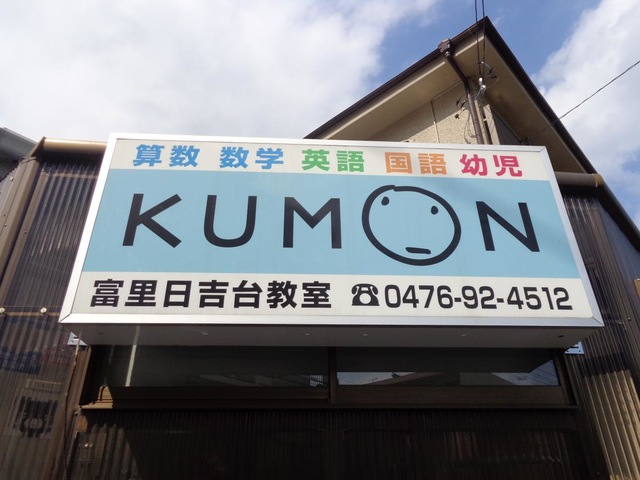 算数 数学 英語 国語 幼児
KUMON
富里日吉台教室 ☎0476-92-4512